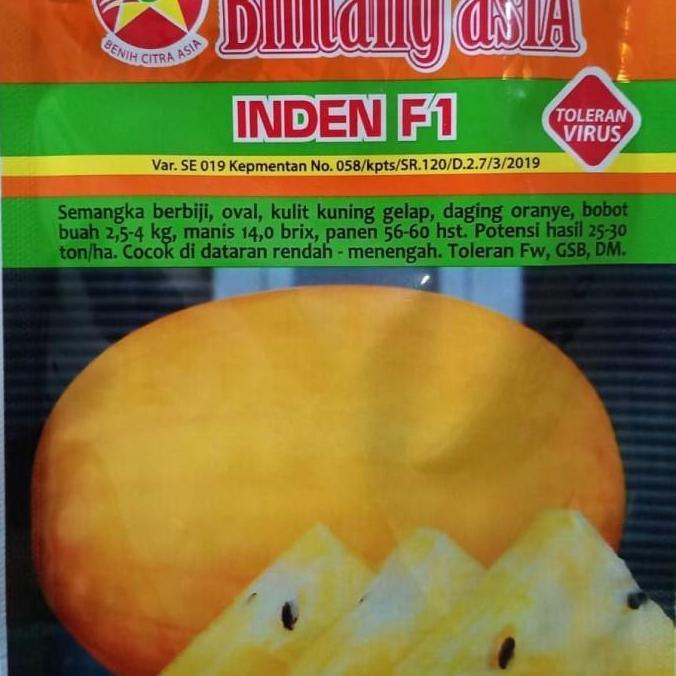 BENIH CITRA ASIA
Bintang asIA
INDEN F1
TOLERAN
VIRUS
Var. SE 019 Kepmentan No. 058/kpts/SR.120/D.2.7/3/2019
Semangka berbiji, oval, kulit kuning gelap, daging oranye, bobot
buah 2,5-4 kg, manis 14,0 brix, panen 56-60 hst. Potensi hasil 25-30
ton/ha. Cocok di dataran rendah - menengah. Toleran Fw, GSB, DM.